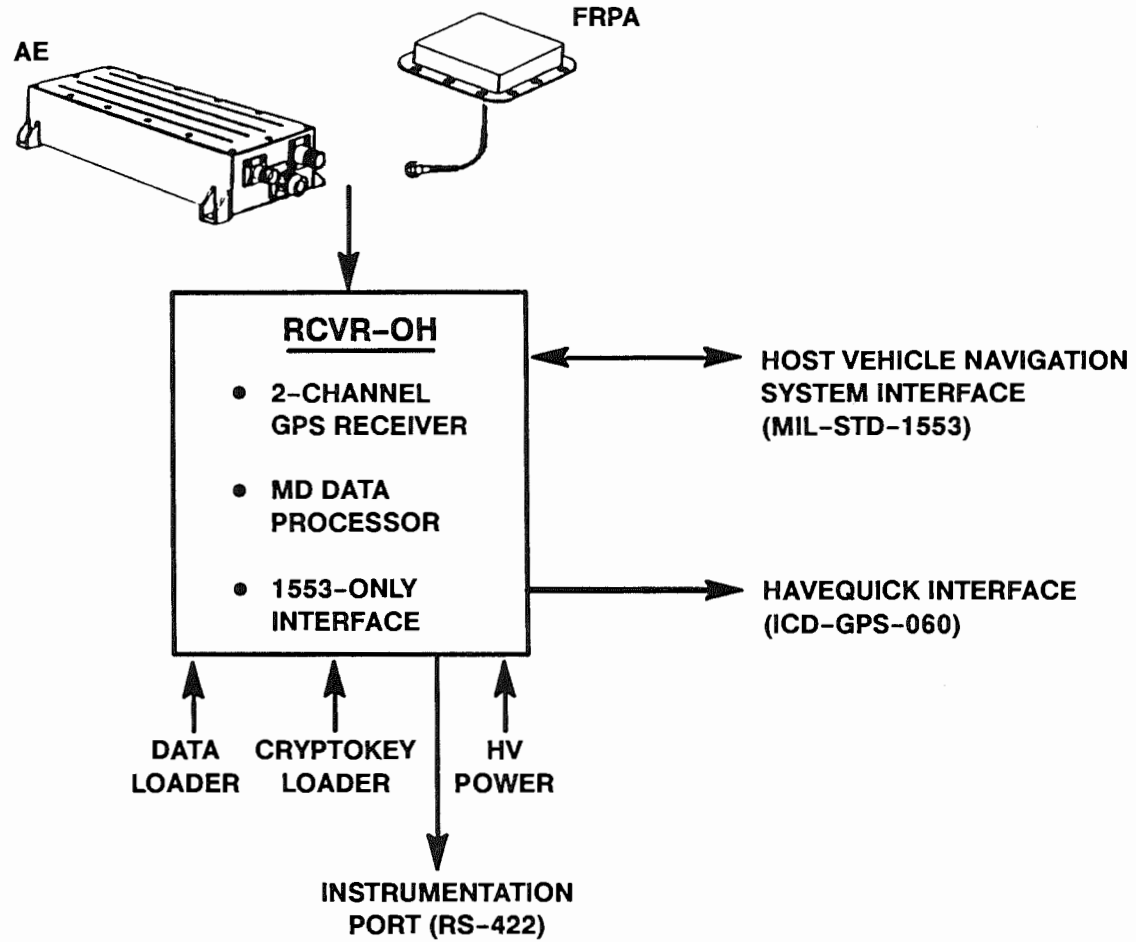 FRPA
AE
RCVR-OH
• 2-CHANNEL
GPS RECEIVER
• MD DATA
PROCESSOR
• 1553-ONLY
INTERFACE
HOST VEHICLE NAVIGATION
SYSTEM INTERFACE
(MIL-STD-1553)
HAVEQUICK INTERFACE
(ICD-GPS-060)
DATA
LOADER
CRYPTOKEY
LOADER
HV
POWER
INSTRUMENTATION
PORT (RS-422)